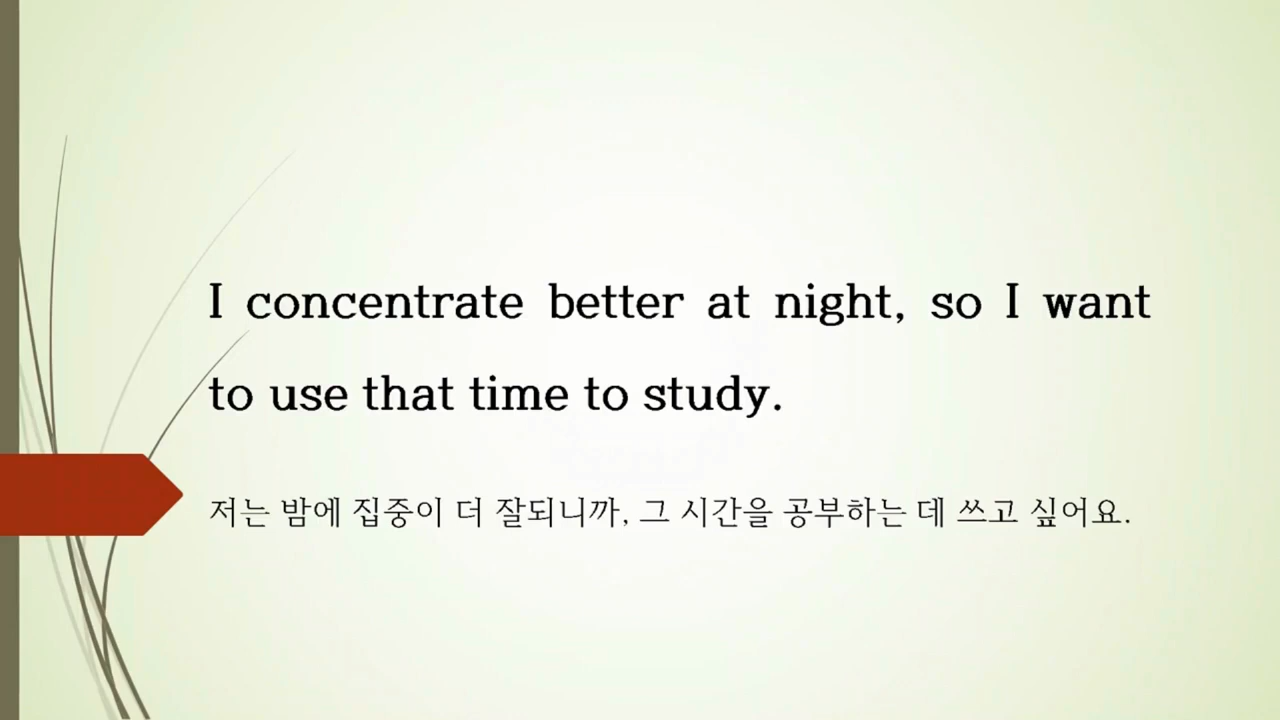 I concentrate better at night, so I want
to use that time to study.
저는 밤에 집중이 더 잘되니까, 그 시간을 공부하는 데 쓰고 싶어요.